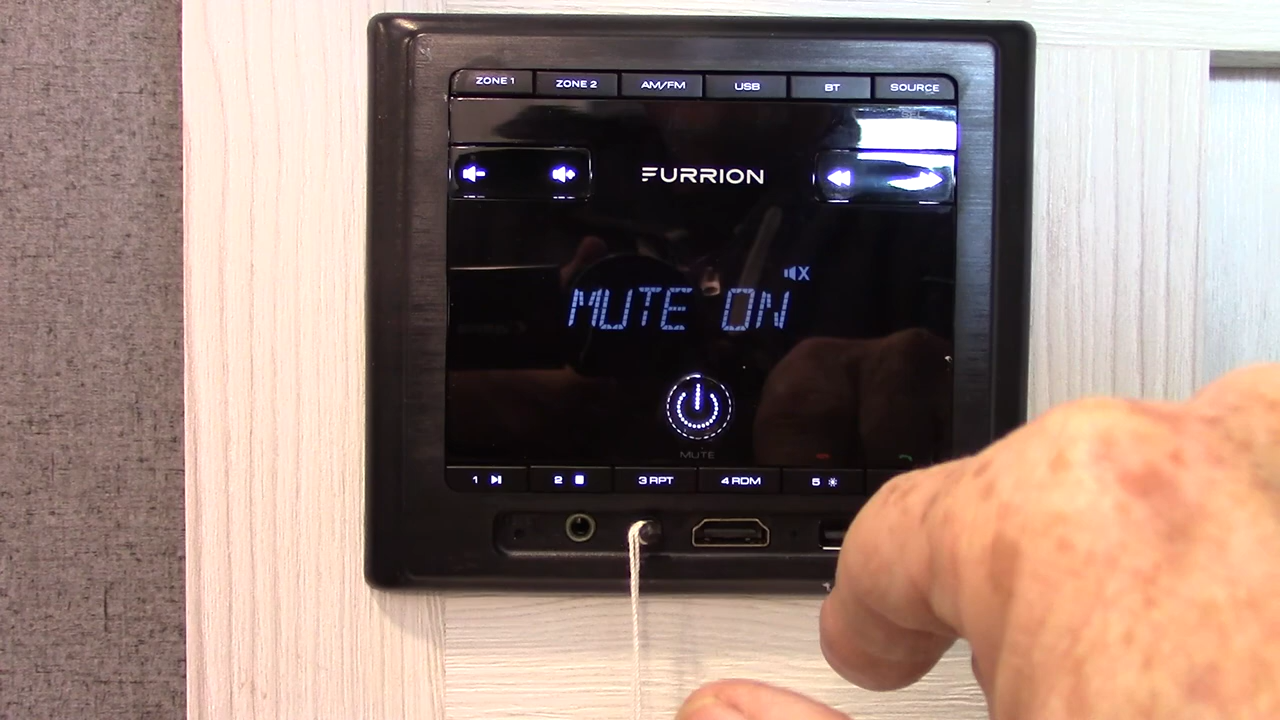 ZONE 1 ZONE 2 AM/FM USB BT SOURCE
SEL
FURRION
MUTE ON
MUTE
1 2 3 RPT 4 RDM 5